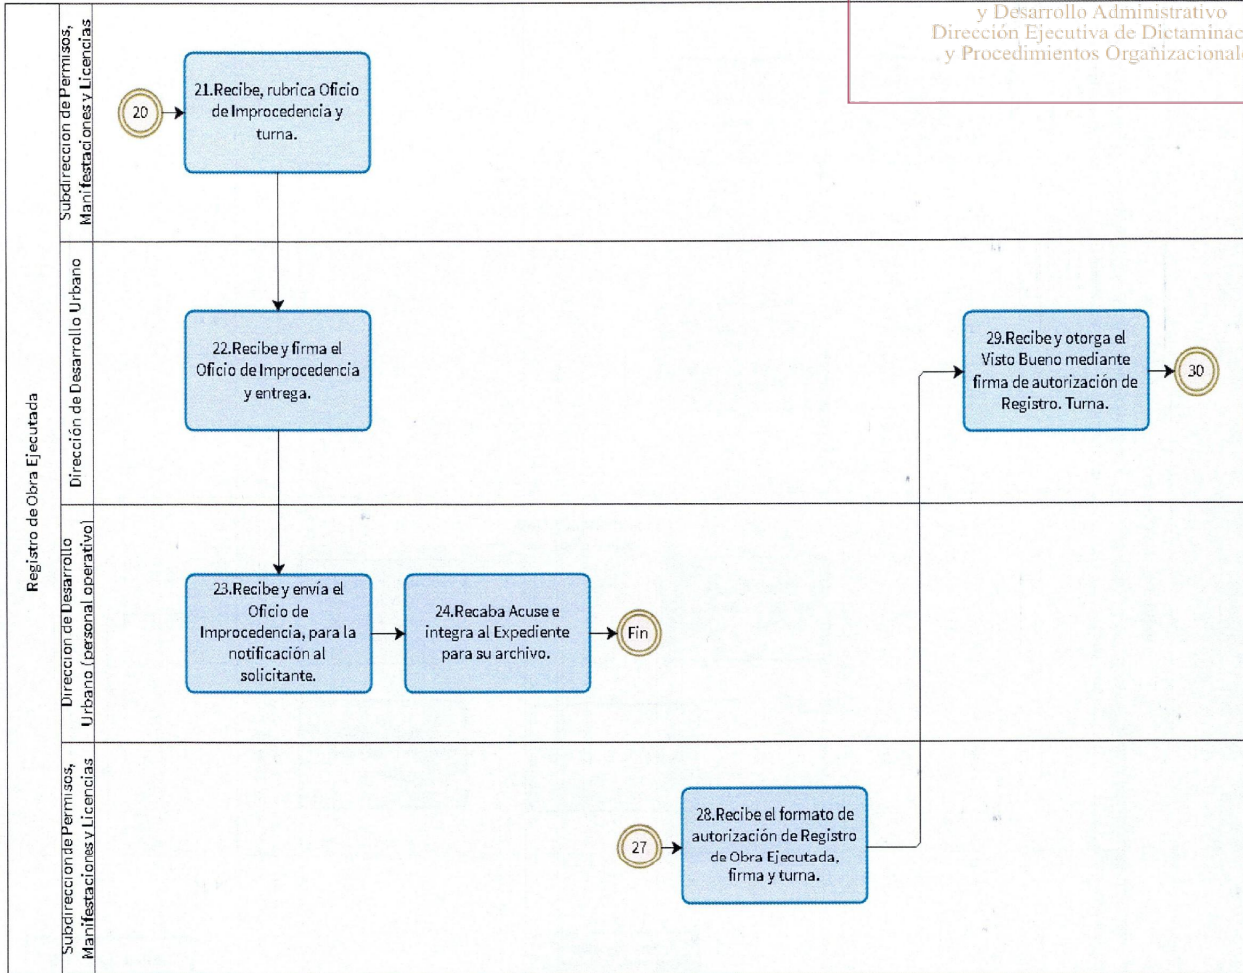 y Desarrollo Administrativo
Dirección Ejecutiva de Dictaminac
y Procedimientos Organizacional
Registro de Obra Ejecutada
Subdireccion de Permisos,
Manifestaciones y Licencias
20
21.Recibe, rubrica Oficio
de Improcedencia y
turna.
Dirección de Desarrollo Urbano
22.Recibe y firma el
Oficio de Improcedencia
y entrega.
29.Recibe y otorga el
Visto Bueno mediante
firma de autorización de
Registro. Turna.
30
Direccion de Desarrollo
Urbano (personal operativo)
23.Recibe y envía el
Oficio de
Improcedencia, para la
notificación al
solicitante.
24.Recaba Acuse e
integra al Expediente
para su archivo.
Fin
Subdireccion de Permisos,
Manifestaciones y Licencias
27
28.Recibe el formato de
autorización de Registro
de Obra Ejecutada,
firma y turna.